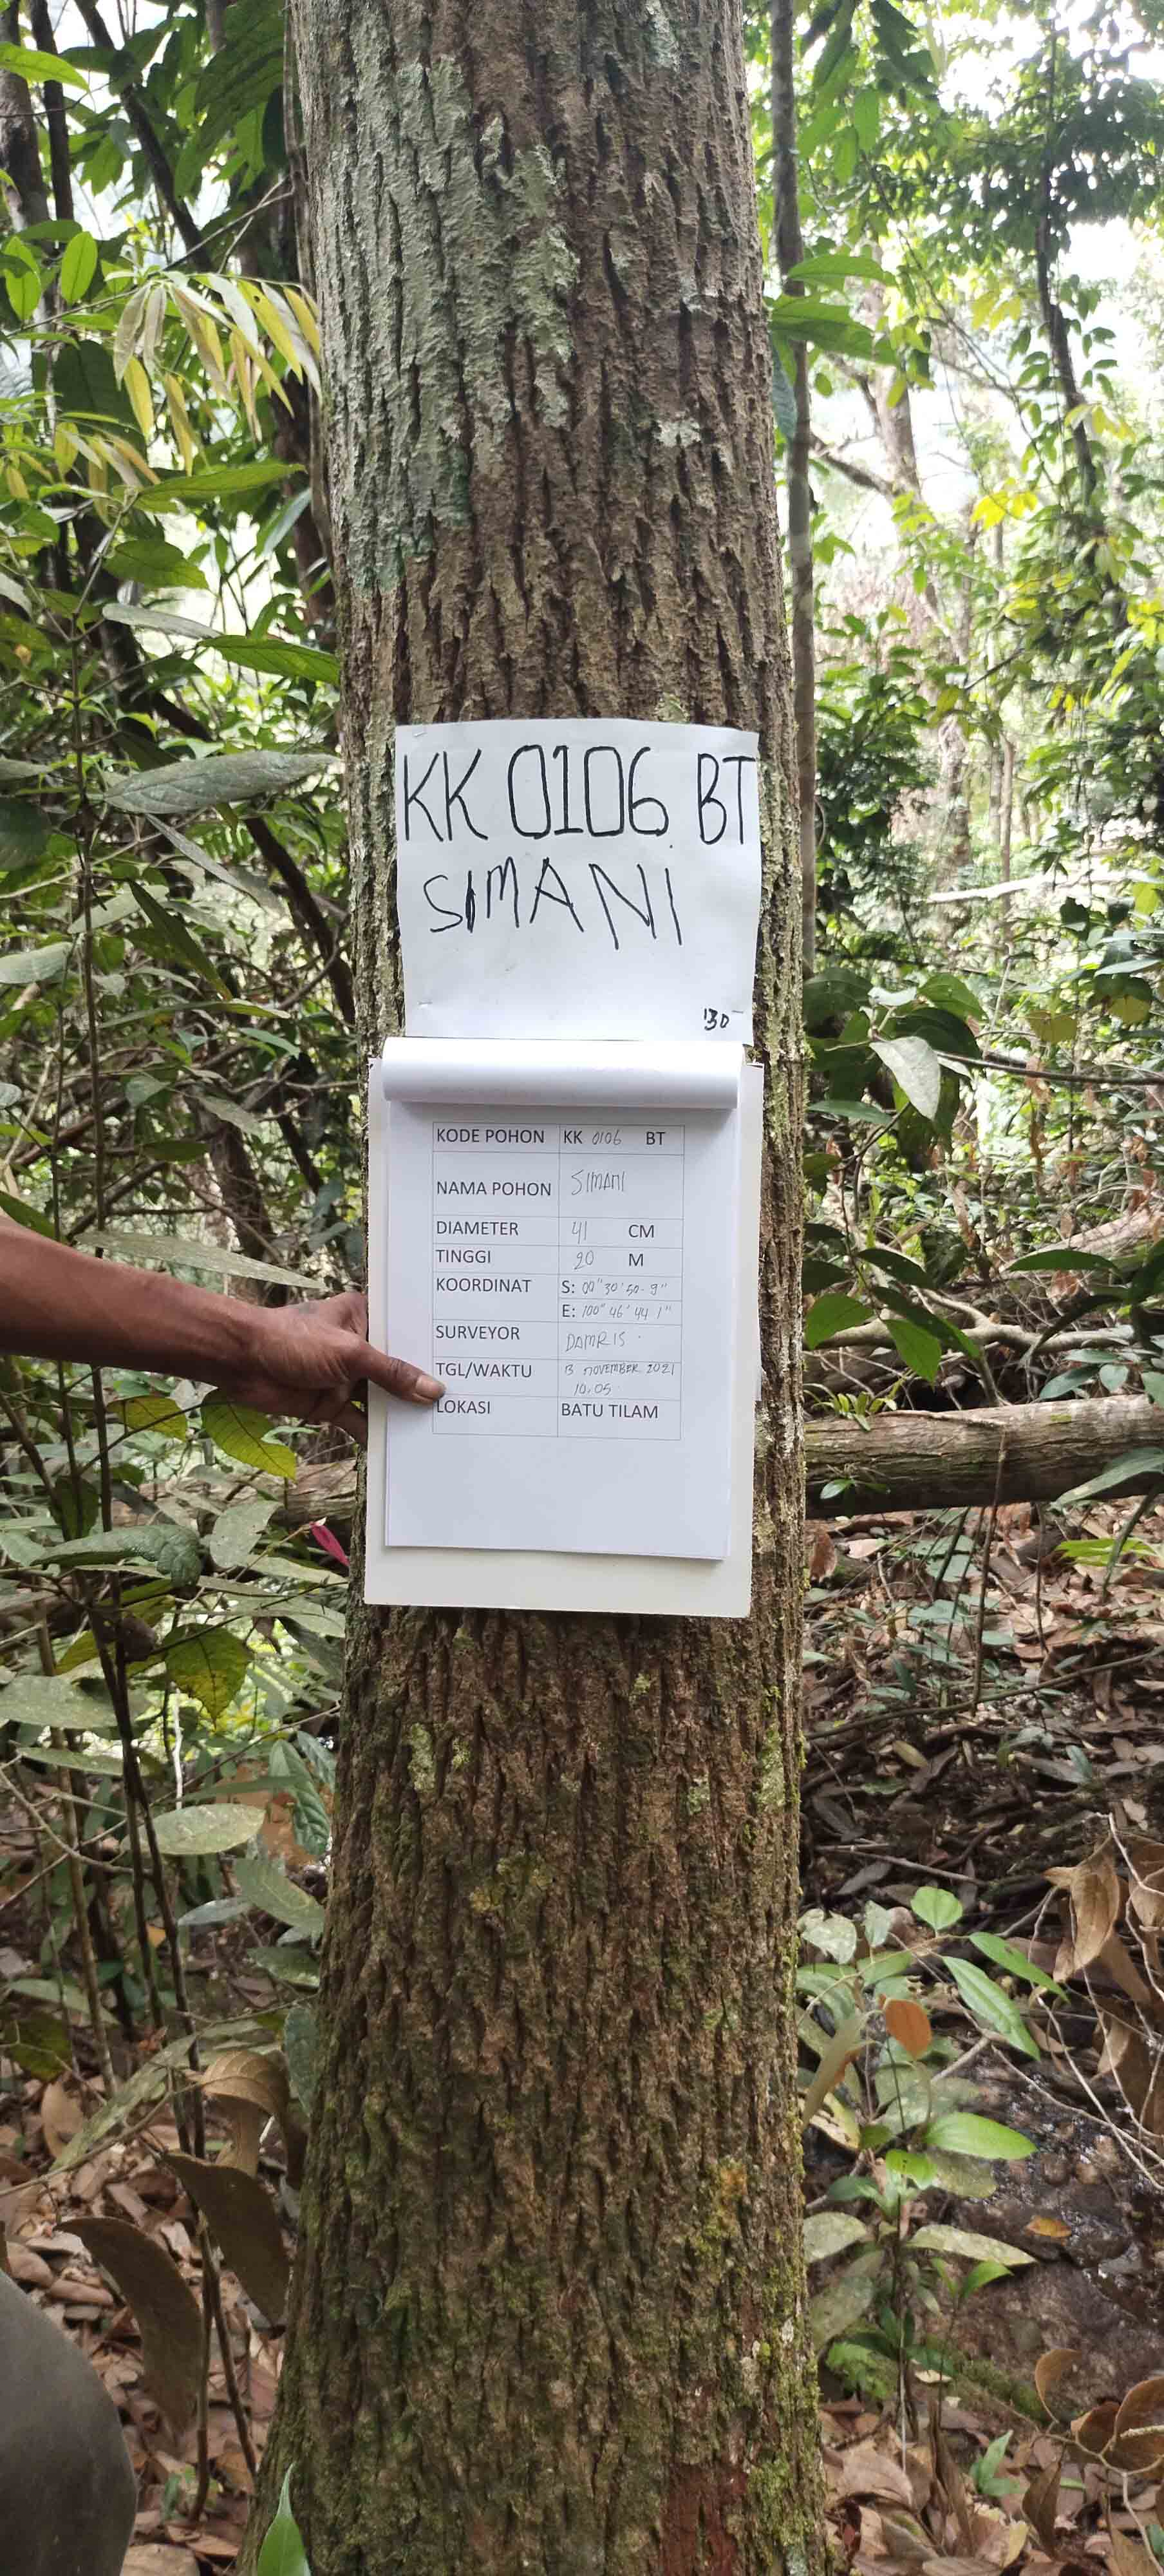 KK 0106 BT
SIMANI
130
KODE POHON KK 0106 BT
NAMA POHON SIMANI
DIAMETER 41 CM
TINGGI 20 M
KOORDINAT S: 00° 30' 50.9"
E: 100° 46' 44 1"
SURVEYOR DAMRIS.
TGL/WAKTU 13 NOVEMBER 2021
10.05
LOKASI BATU TILAM